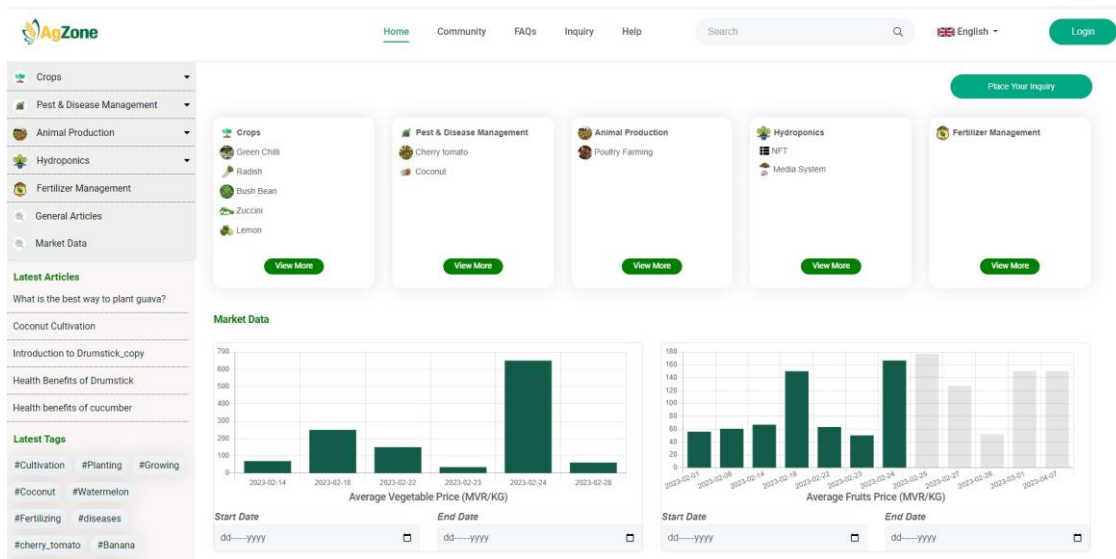 AgZone
Home Community FAQs Inquiry Help Search English Login
Crops
Pest & Disease Management
Animal Production
Hydroponics
Fertilizer Management
General Articles
Market Data
Latest Articles
What is the best way to plant guava?
Coconut Cultivation
Introduction to Drumstick_copy
Health Benefits of Drumstick
Health benefits of cucumber
Latest Tags
#Cultivation #Planting #Growing
#Coconut #Watermelon
#Fertilizing #diseases
#cherry_tomato #Banana
Place Your Inquiry
Crops
Green Chilli
Radish
Bush Bean
Zuccini
Lemon
View More
Pest & Disease Management
Cherry tomato
Coconut
View More
Animal Production
Poultry Farming
View More
Hydroponics
NFT
Media System
View More
Fertilizer Management
View More
Market Data
700
600
500
400
300
200
100
0
2023-02-14 2023-02-18 2023-02-22 2023-02-23 2023-02-24 2023-02-28
Average Vegetable Price (MVR/KG)
Start Date End Date
dd-----yyyy dd-----yyyy
180
160
140
120
100
80
60
40
20
0
2023-02-01 2023-02-08 2023-02-14 2023-02-18 2023-02-22 2023-02-23 2023-02-24 2023-02-25 2023-02-27 2023-02-28 2023-03-01 2023-04-07
Average Fruits Price (MVR/KG)
Start Date End Date
dd-----yyyy dd-----yyyy